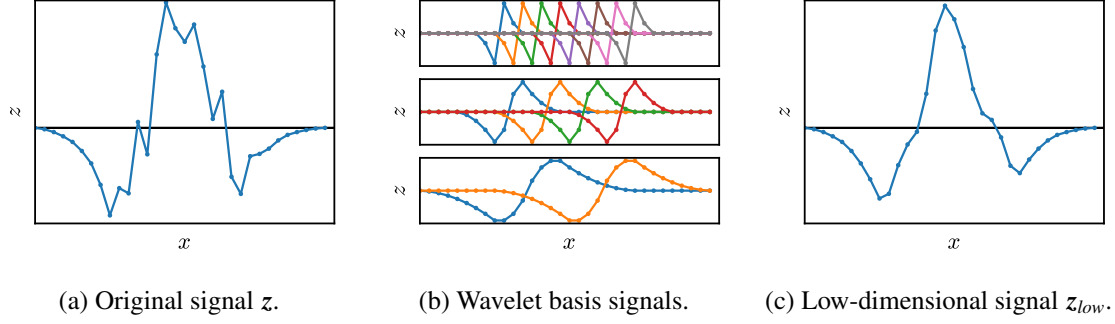 z
x
(a) Original signal z.
z
z
z
x
(b) Wavelet basis signals.
z
x
(c) Low-dimensional signal z_low.